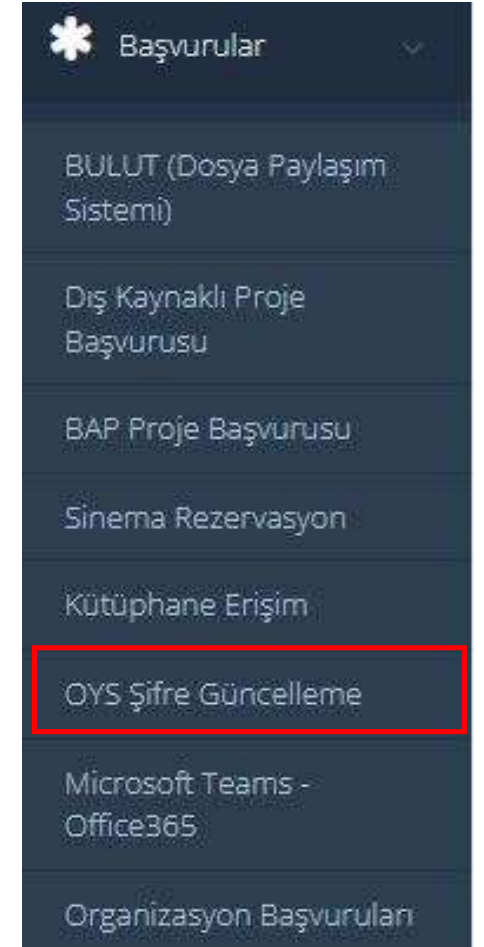 Başvurular
BULUT (Dosya Paylaşım
Sistemi)
Dış Kaynaklı Proje
Başvurusu
BAP Proje Başvurusu
Sinema Rezervasyon
Kütüphane Erişim
OYS Şifre Güncelleme
Microsoft Teams -
Office365
Organizasyon Başvuruları